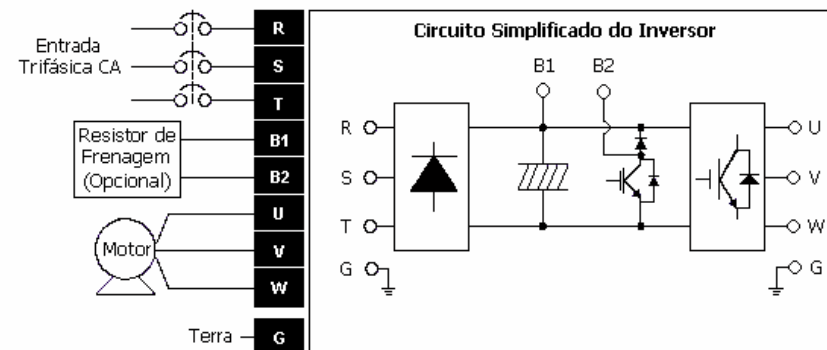 Entrada
Trifásica CA
R
S
T
Resistor de
Frenagem
(Opcional)
B1
B2
Motor
U
V
W
Terra
G
Circuito Simplificado do Inversor
B1 B2
R U
S V
T W
G G